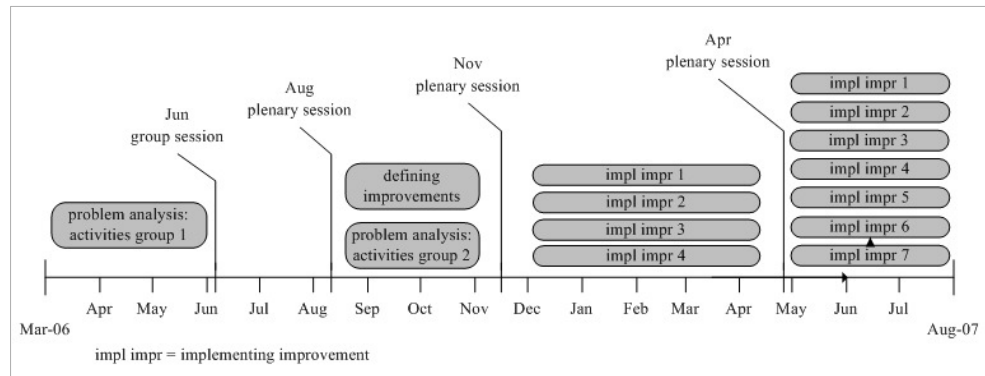 Jun
group session
Aug
plenary session
Nov
plenary session
Apr
plenary session
problem analysis:
activities group 1
defining
improvements
problem analysis:
activities group 2
impl impr 1
impl impr 2
impl impr 3
impl impr 4
impl impr 1
impl impr 2
impl impr 3
impl impr 4
impl impr 5
impl impr 6
impl impr 7
Apr May Jun Jul Aug Sep Oct Nov Dec Jan Feb Mar Apr May Jun Jul
Mar-06 Aug-07
impl impr = implementing improvement